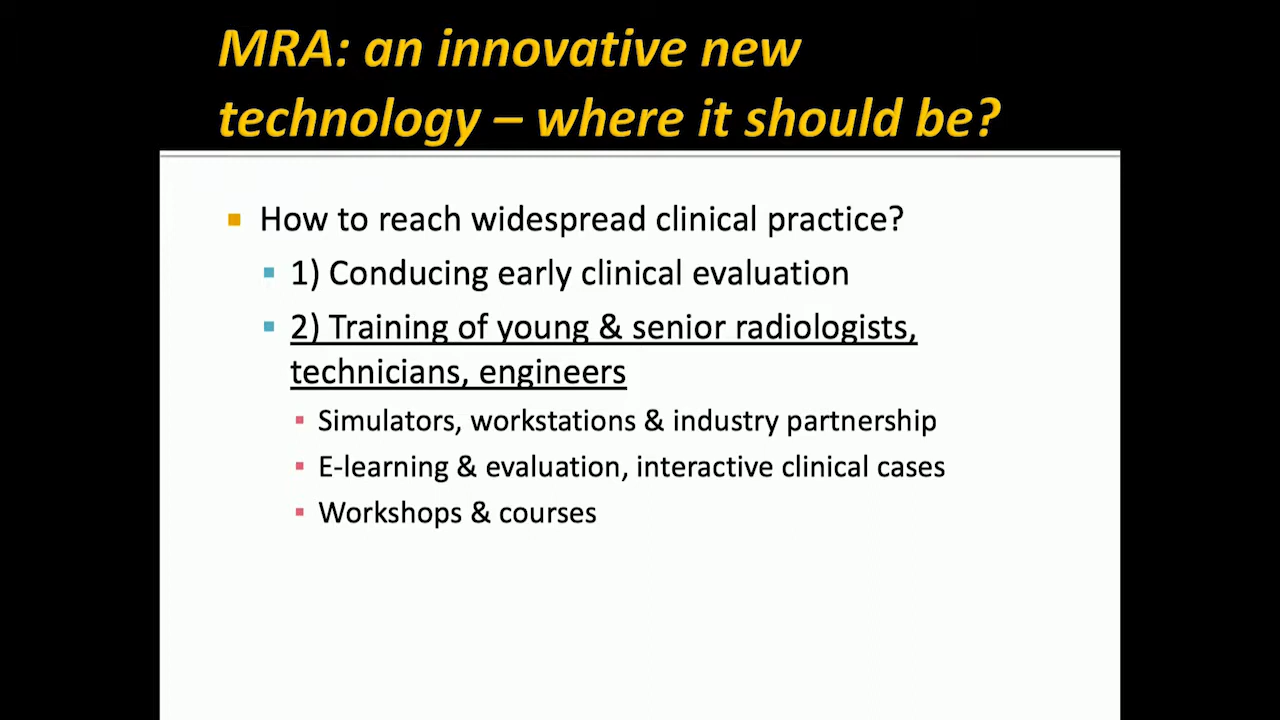 MRA: an innovative new
technology – where it should be?
How to reach widespread clinical practice?
1) Conducing early clinical evaluation
2) Training of young & senior radiologists,
technicians, engineers
Simulators, workstations & industry partnership
E-learning & evaluation, interactive clinical cases
Workshops & courses